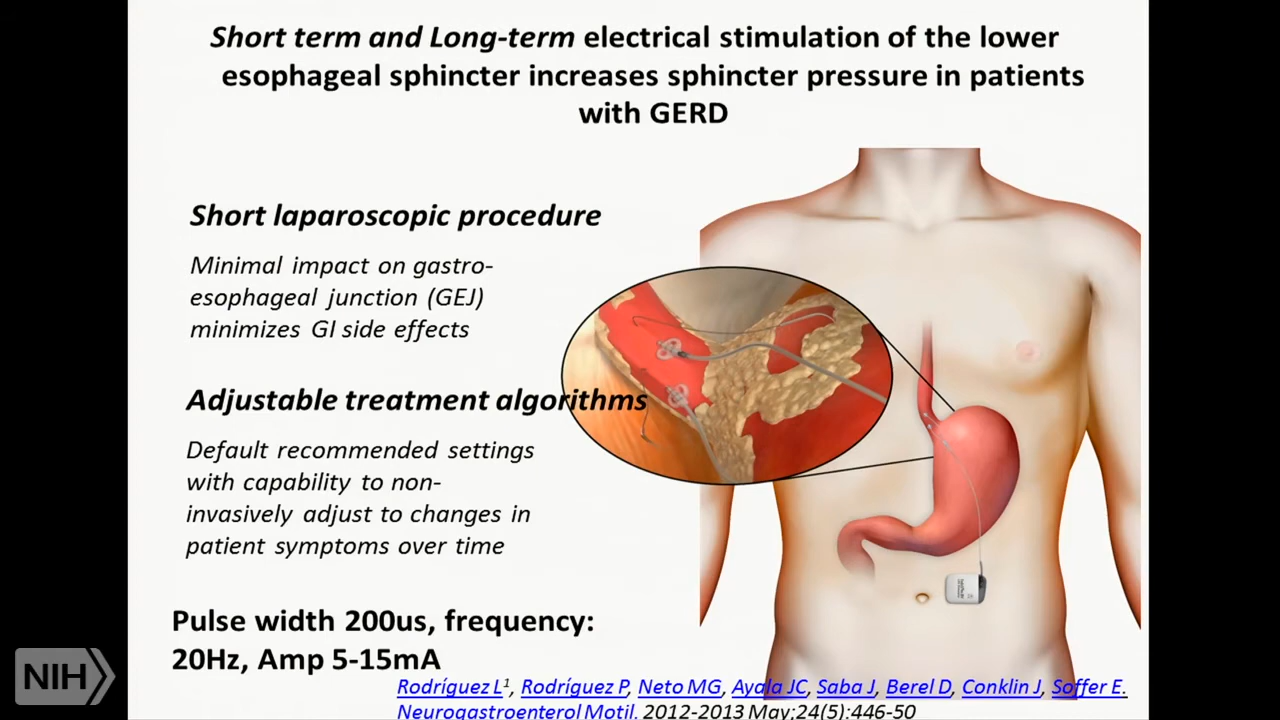 Short term and Long-term electrical stimulation of the lower
esophageal sphincter increases sphincter pressure in patients
with GERD
Short laparoscopic procedure
Minimal impact on gastro-
esophageal junction (GEJ)
minimizes GI side effects
Adjustable treatment algorithms
Default recommended settings
with capability to non-
invasively adjust to changes in
patient symptoms over time
Pulse width 200us, frequency:
20Hz, Amp 5-15mA
NIH
Rodríguez L¹, Rodríguez P, Neto MG, Ayala JC, Saba J, Berel D, Conklin J, Soffer E.
Neurogastroenterol Motil. 2012-2013 May;24(5):446-50